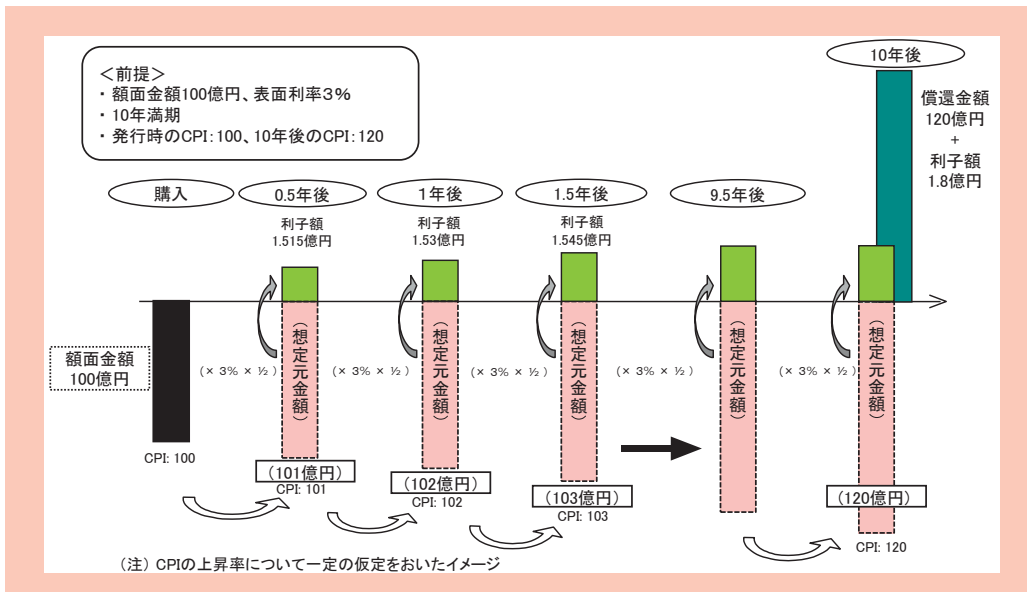 ＜前提＞
・額面金額100億円、表面利率3％
・10年満期
・発行時のCPI：100、10年後のCPI：120
10年後
償還金額
120億円
+
利子額
1.8億円
購入
0.5年後
1年後
1.5年後
9.5年後
利子額
1.515億円
利子額
1.53億円
利子額
1.545億円
額面金額
100億円
（想定元金額）
（想定元金額）
（想定元金額）
（想定元金額）
（想定元金額）
(× 3% × ½)
(× 3% × ½)
(× 3% × ½)
(× 3% × ½)
(× 3% × ½)
CPI: 100
(101億円)
CPI: 101
(102億円)
CPI: 102
(103億円)
CPI: 103
(120億円)
CPI: 120
（注）CPIの上昇率について一定の仮定をおいたイメージ